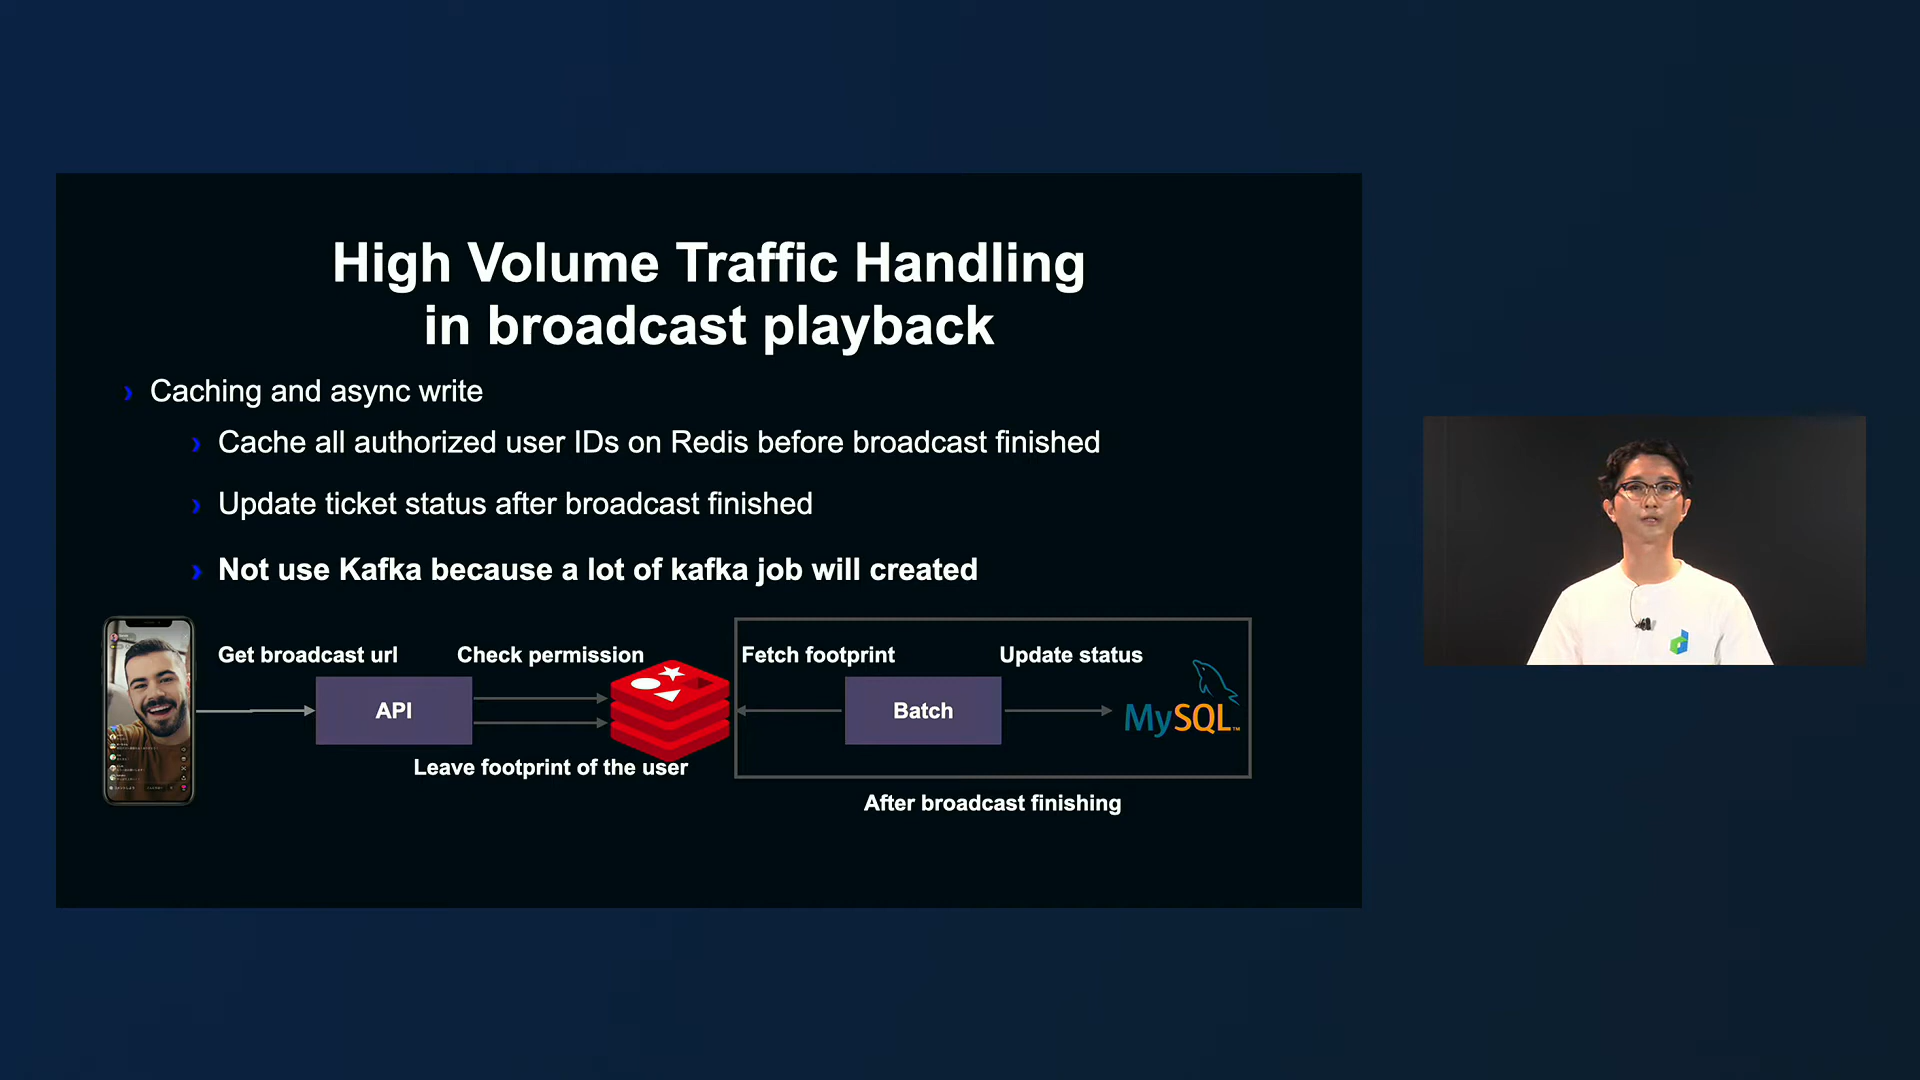 High Volume Traffic Handling
in broadcast playback
› Caching and async write
› Cache all authorized user IDs on Redis before broadcast finished
› Update ticket status after broadcast finished
› Not use Kafka because a lot of kafka job will created
Get broadcast url
Check permission
Fetch footprint
Update status
API
Batch
MySQL™
Leave footprint of the user
After broadcast finishing